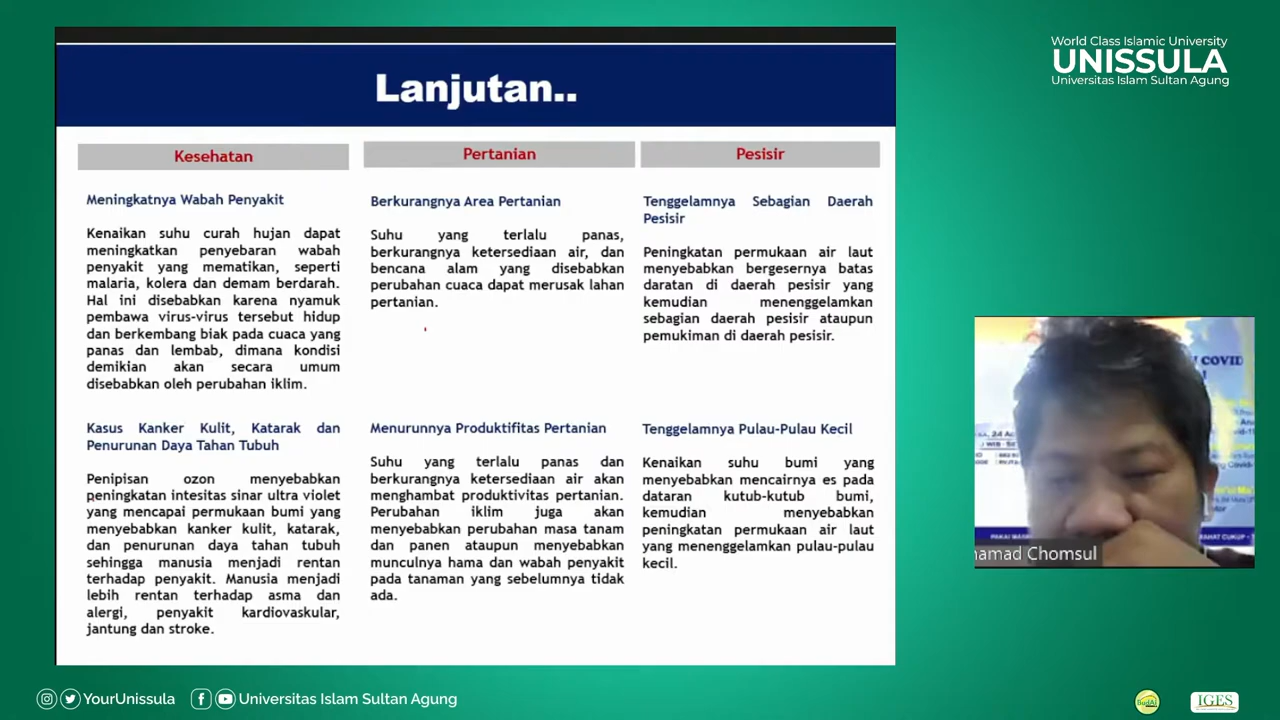 World Class Islamic University
UNISSULA
Universitas Islam Sultan Agung
Lanjutan..
Kesehatan
Meningkatnya Wabah Penyakit
Kenaikan suhu curah hujan dapat
meningkatkan penyebaran wabah
penyakit yang mematikan, seperti
malaria, kolera dan demam berdarah.
Hal ini disebabkan karena nyamuk
pembawa virus-virus tersebut hidup
dan berkembang biak pada cuaca yang
panas dan lembab, dimana kondisi
demikian akan secara umum
disebabkan oleh perubahan iklim.
Kasus Kanker Kulit, Katarak dan
Penurunan Daya Tahan Tubuh
Penipisan ozon menyebabkan
peningkatan intesitas sinar ultra violet
yang mencapai permukaan bumi yang
menyebabkan kanker kulit, katarak,
dan penurunan daya tahan tubuh
sehingga manusia menjadi rentan
terhadap penyakit. Manusia menjadi
lebih rentan terhadap asma dan
alergi, penyakit kardiovaskular,
jantung dan stroke.
Pertanian
Berkurangnya Area Pertanian
Suhu yang terlalu panas,
berkurangnya ketersediaan air, dan
bencana alam yang disebabkan
perubahan cuaca dapat merusak lahan
pertanian.
Menurunnya Produktifitas Pertanian
Suhu yang terlalu panas dan
berkurangnya ketersediaan air akan
menghambat produktivitas pertanian.
Perubahan iklim juga akan
menyebabkan perubahan masa tanam
dan panen ataupun menyebabkan
munculnya hama dan wabah penyakit
pada tanaman yang sebelumnya tidak
ada.
Pesisir
Tenggelamnya Sebagian Daerah
Pesisir
Peningkatan permukaan air laut
menyebabkan bergesernya batas
daratan di daerah pesisir yang
kemudian menenggelamkan
sebagian daerah pesisir ataupun
pemukiman di daerah pesisir.
Tenggelamnya Pulau-Pulau Kecil
Kenaikan suhu bumi yang
menyebabkan mencairnya es pada
dataran kutub-kutub bumi,
kemudian menyebabkan
peningkatan permukaan air laut
yang menenggelamkan pulau-pulau
kecil.
COVID
hamad Chomsul
YourUnissula
Universitas Islam Sultan Agung
BudAI
IGES